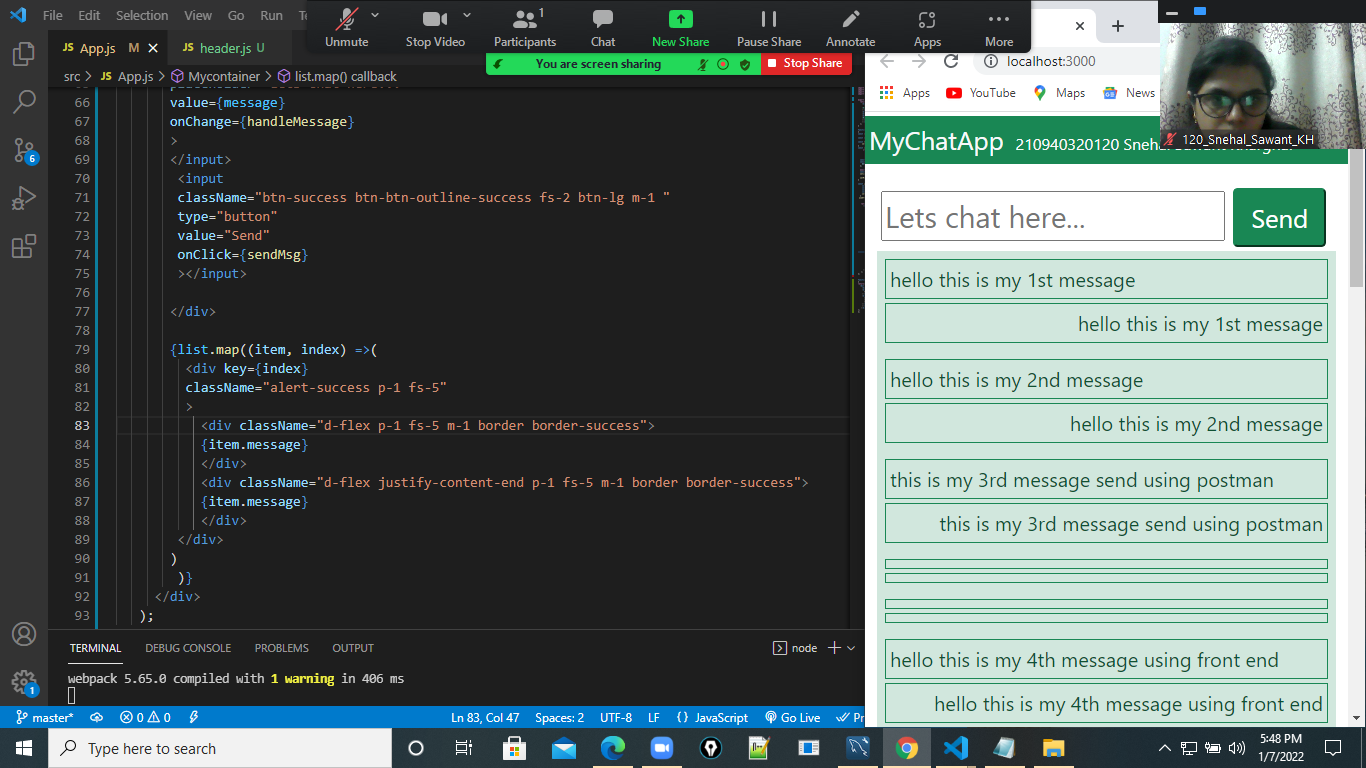 File Edit Selection View Go Run
Unmute
Stop Video
1
Participants
Chat
New Share
Pause Share
Annotate
Apps
More
You are screen sharing
Stop Share
JS App.js M
JS header.js U
src > JS App.js > Mycontainer > list.map() callback
66 value={message}
67 onChange={handleMessage}
68 >
69 </input>
70 <input
71 className="btn-success btn-btn-outline-success fs-2 btn-lg m-1 "
72 type="button"
73 value="Send"
74 onClick={sendMsg}
75 ></input>
76
77 </div>
78
79 {list.map((item, index) =>(
80 <div key={index}
81 className="alert-success p-1 fs-5"
82 >
83 <div className="d-flex p-1 fs-5 m-1 border border-success">
84 {item.message}
85 </div>
86 <div className="d-flex justify-content-end p-1 fs-5 m-1 border border-success">
87 {item.message}
88 </div>
89 </div>
90 )
91 )}
92 </div>
93 );
6
1
TERMINAL DEBUG CONSOLE PROBLEMS OUTPUT
node
webpack 5.65.0 compiled with 1 warning in 406 ms
master* 0 0 Ln 83, Col 47 Spaces: 2 UTF-8 LF {} JavaScript Go Live Pr
localhost:3000
Apps YouTube Maps News
120_Snehal_Sawant_KH
MyChatApp 210940320120 Snehal
Lets chat here...
Send
hello this is my 1st message
hello this is my 1st message
hello this is my 2nd message
hello this is my 2nd message
this is my 3rd message send using postman
this is my 3rd message send using postman
hello this is my 4th message using front end
hello this is my 4th message using front end
Type here to search
5:48 PM
1/7/2022